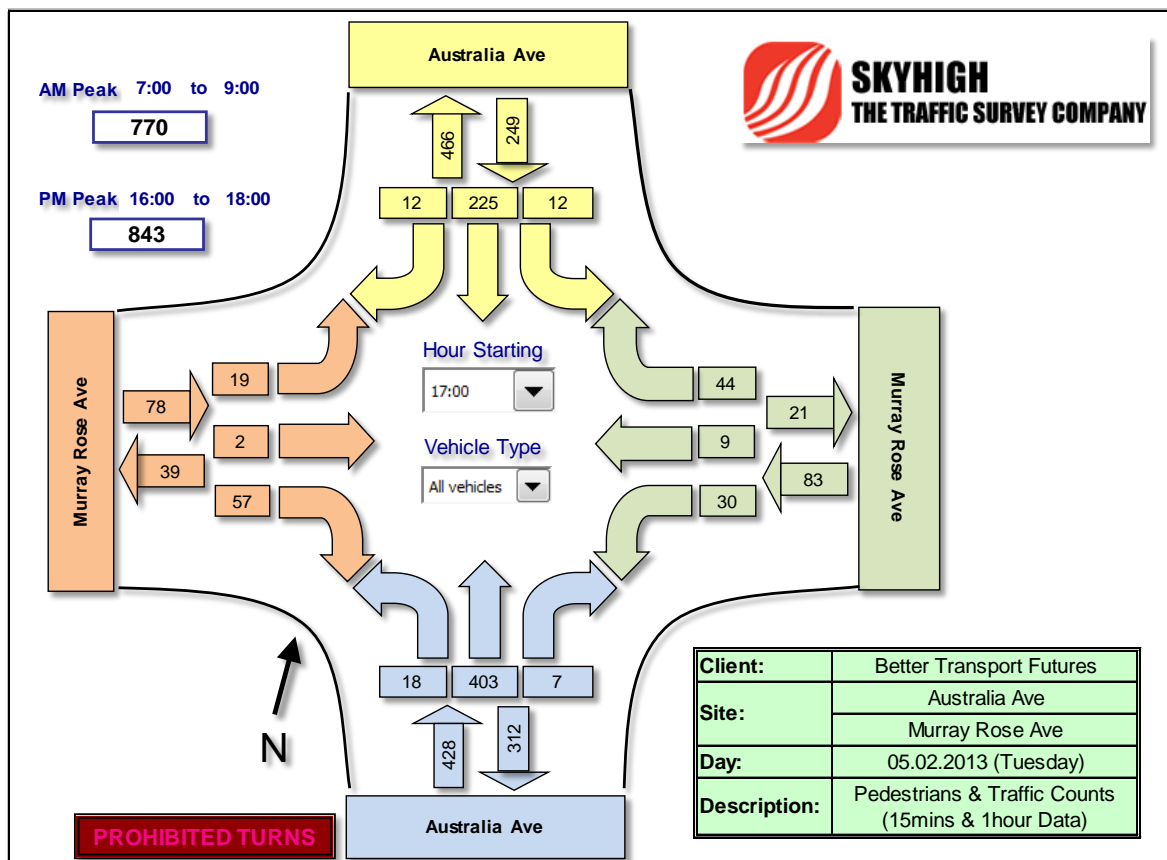 Australia Ave
SKYHIGH
THE TRAFFIC SURVEY COMPANY
AM Peak 7:00 to 9:00
770
PM Peak 16:00 to 18:00
843
466
249
12 225 12
Hour Starting
17:00
Vehicle Type
All vehicles
Murray Rose Ave
78
39
19
2
57
44
9
30
21
83
Murray Rose Ave
18 403 7
428
312
Australia Ave
N
PROHIBITED TURNS
Client: Better Transport Futures
Site: Australia Ave
Murray Rose Ave
Day: 05.02.2013 (Tuesday)
Description: Pedestrians & Traffic Counts
(15mins & 1hour Data)